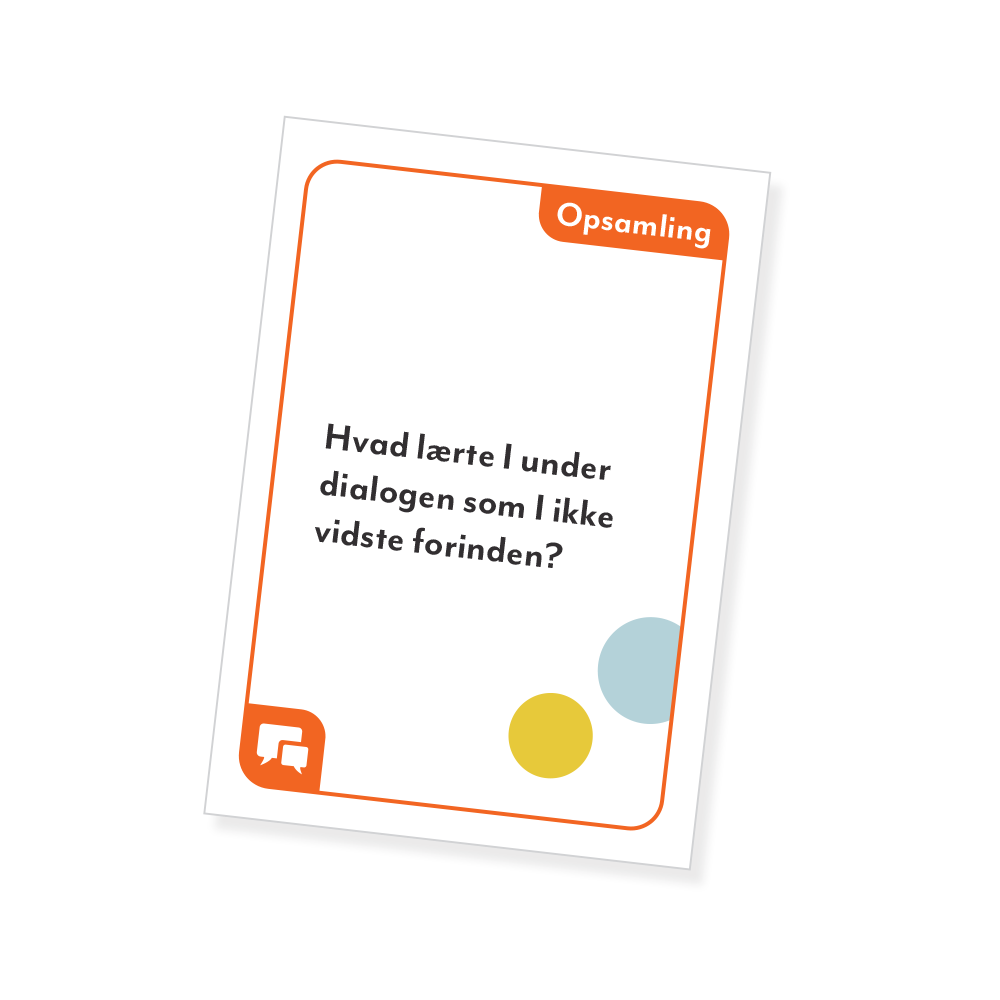 Opsamling
Hvad lærte I under
dialogen som I ikke
vidste forinden?